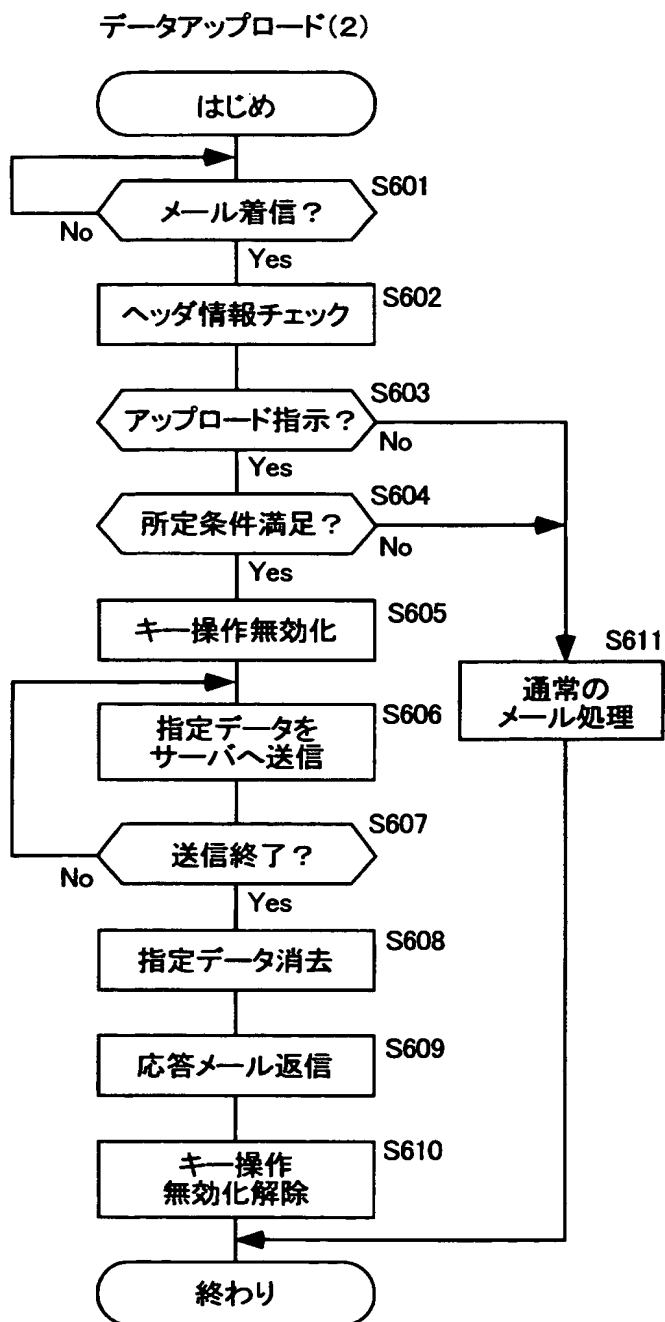 データアップロード(2)
はじめ
S601
メール着信?
No
Yes
S602
ヘッダ情報チェック
S603
アップロード指示?
No
Yes
S604
所定条件満足?
No
Yes
S605
キー操作無効化
S611
通常の
メール処理
S606
指定データを
サーバへ送信
S607
送信終了?
No
Yes
S608
指定データ消去
S609
応答メール返信
S610
キー操作
無効化解除
終わり